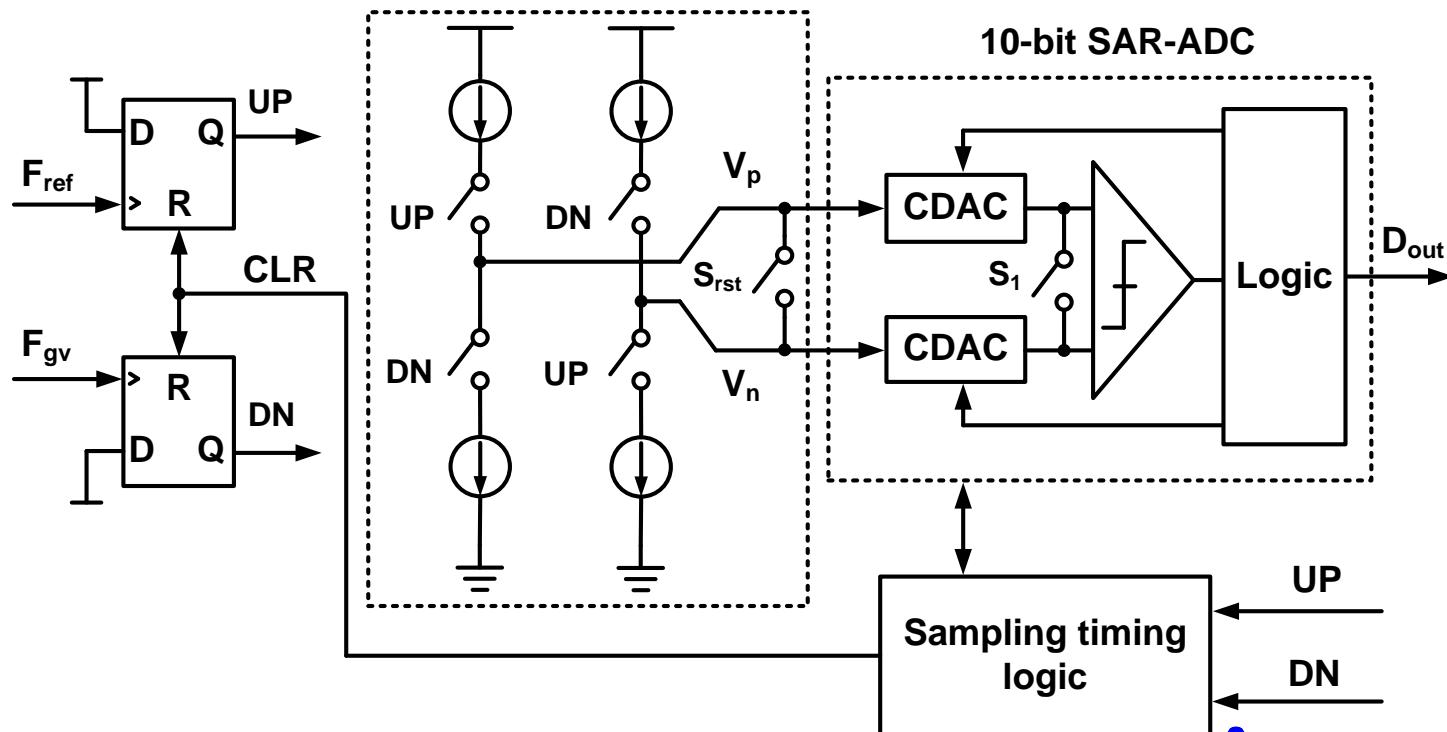 10-bit SAR-ADC
UP
D Q
F_ref
> R
CLR
F_gv
> R
DN
D Q
UP
DN
DN
UP
V_p
S_rst
V_n
CDAC
S_1
CDAC
Logic
D_out
Sampling timing
logic
UP
DN